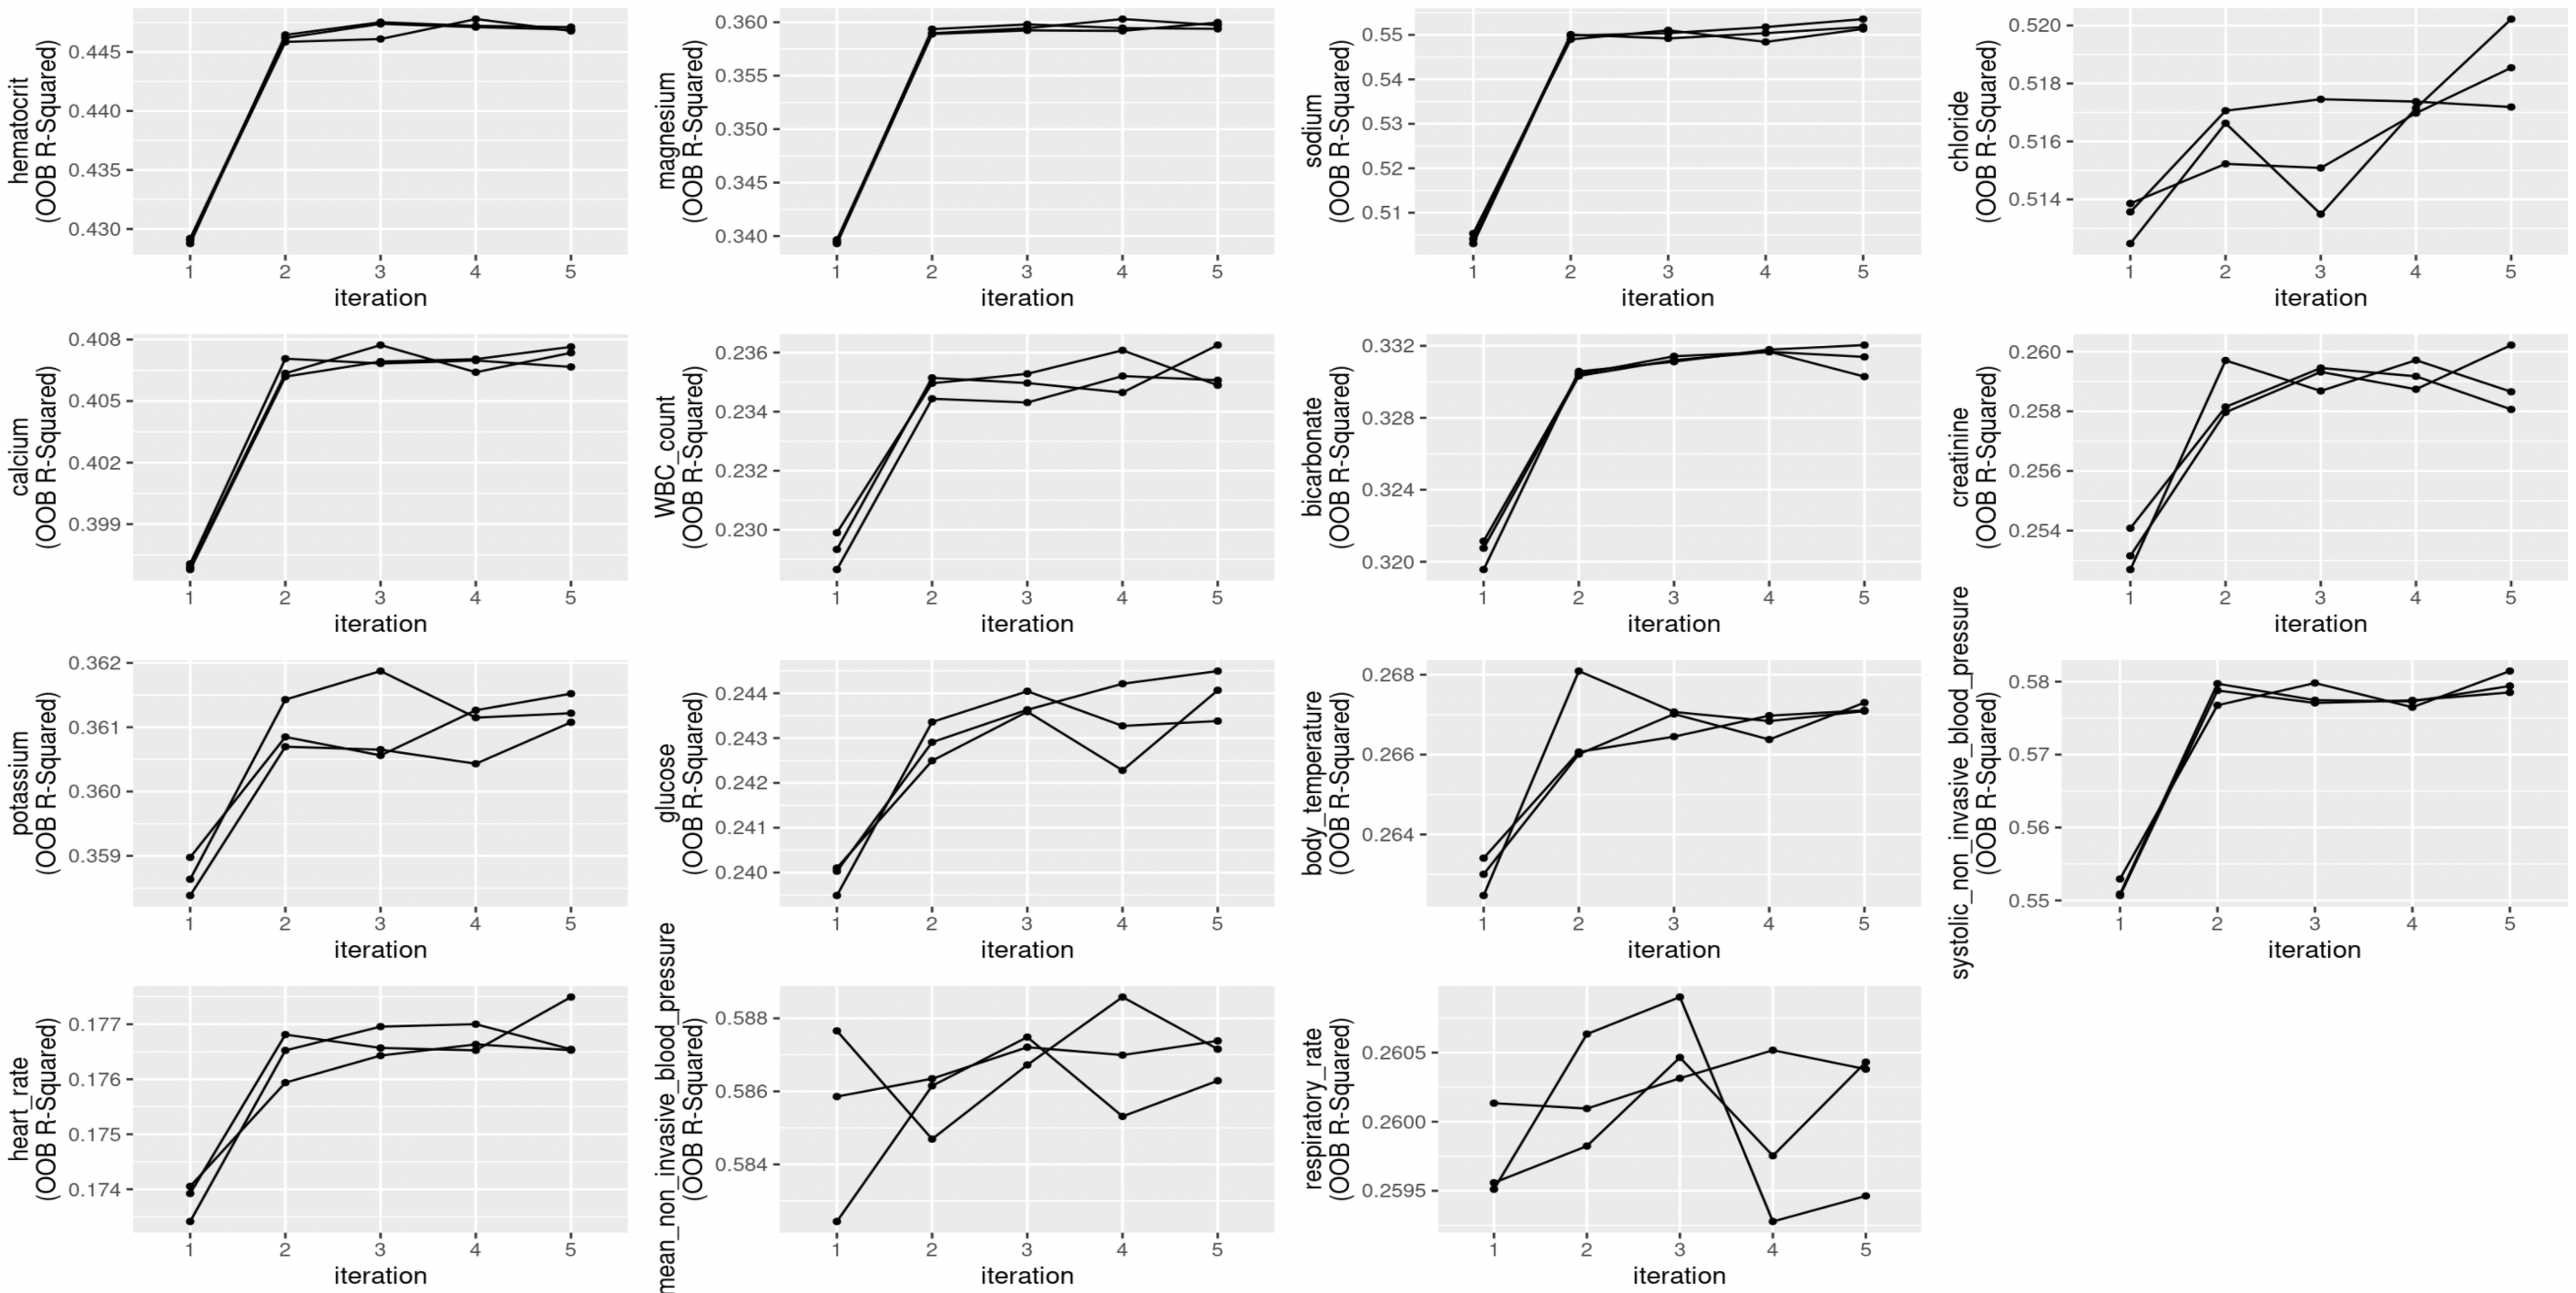 hematocrit
(OOB R-Squared)
0.445
0.440
0.435
0.430
1 2 3 4 5
iteration
magnesium
(OOB R-Squared)
0.360
0.355
0.350
0.345
0.340
1 2 3 4 5
iteration
sodium
(OOB R-Squared)
0.55
0.54
0.53
0.52
0.51
1 2 3 4 5
iteration
chloride
(OOB R-Squared)
0.520
0.518
0.516
0.514
1 2 3 4 5
iteration
calcium
(OOB R-Squared)
0.408
0.405
0.402
0.399
1 2 3 4 5
iteration
WBC_count
(OOB R-Squared)
0.236
0.234
0.232
0.230
1 2 3 4 5
iteration
bicarbonate
(OOB R-Squared)
0.332
0.328
0.324
0.320
1 2 3 4 5
iteration
creatinine
(OOB R-Squared)
0.260
0.258
0.256
0.254
1 2 3 4 5
iteration
potassium
(OOB R-Squared)
0.362
0.361
0.360
0.359
1 2 3 4 5
iteration
glucose
(OOB R-Squared)
0.244
0.243
0.242
0.241
0.240
1 2 3 4 5
iteration
body_temperature
(OOB R-Squared)
0.268
0.266
0.264
1 2 3 4 5
iteration
systolic_non_invasive_blood_pressure
(OOB R-Squared)
0.58
0.57
0.56
0.55
1 2 3 4 5
iteration
heart_rate
(OOB R-Squared)
0.177
0.176
0.175
0.174
1 2 3 4 5
iteration
mean_non_invasive_blood_pressure
(OOB R-Squared)
0.588
0.586
0.584
1 2 3 4 5
iteration
respiratory_rate
(OOB R-Squared)
0.2605
0.2600
0.2595
1 2 3 4 5
iteration